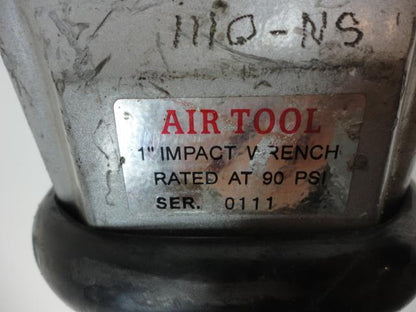 1110-NS
AIR TOOL
1" IMPACT WRENCH
RATED AT 90 PSI
SER. 0111